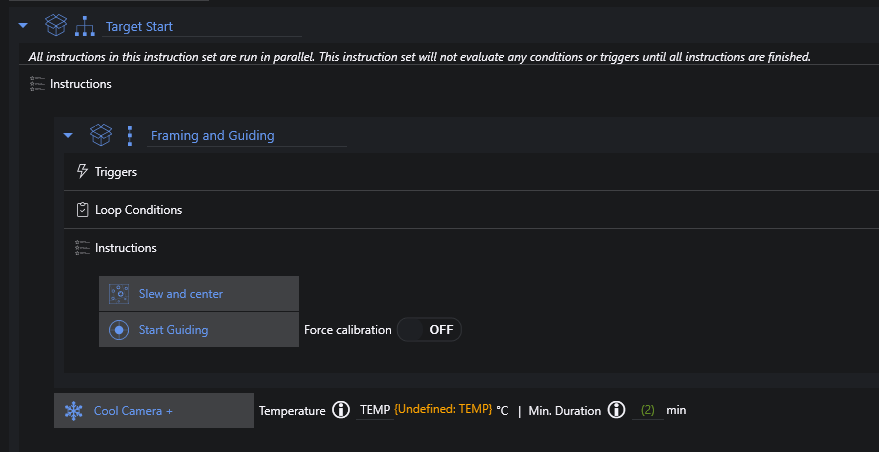 Target Start
All instructions in this instruction set are run in parallel. This instruction set will not evaluate any conditions or triggers until all instructions are finished.
Instructions
Framing and Guiding
Triggers
Loop Conditions
Instructions
Slew and center
Start Guiding Force calibration OFF
Cool Camera + Temperature TEMP {Undefined: TEMP} °C | Min. Duration (2) min